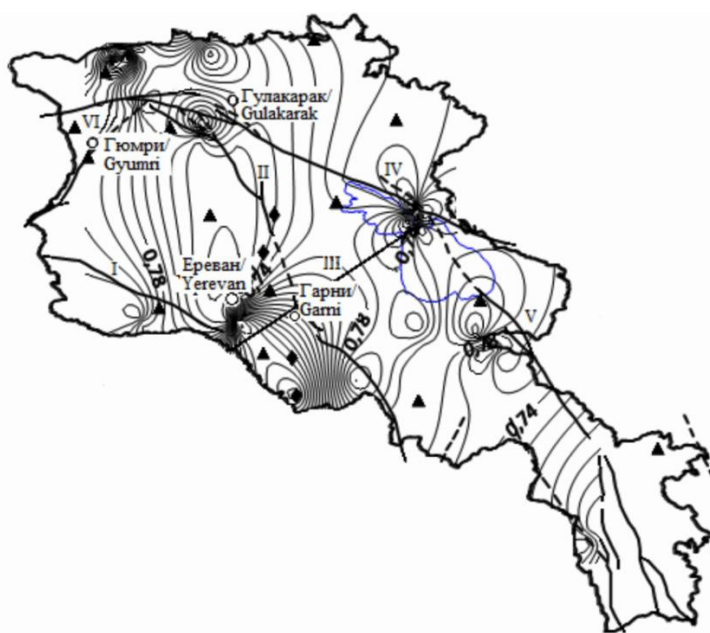 Гулакарак/
Gulakarak
VI
Гюмри/
Gyumri
II
IV
I
0,78
Ереван/
Yerevan
III
Гарни/
Garni
0,78
V
0,74